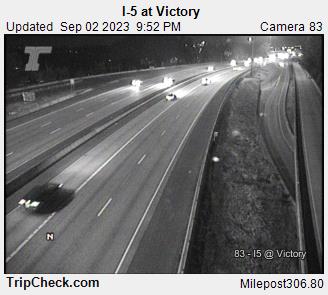 I-5 at Victory
Updated Sep 02 2023 9:52 PM Camera 83
T
N
83 - I5 @ Victory
TripCheck.com Milepost306.80